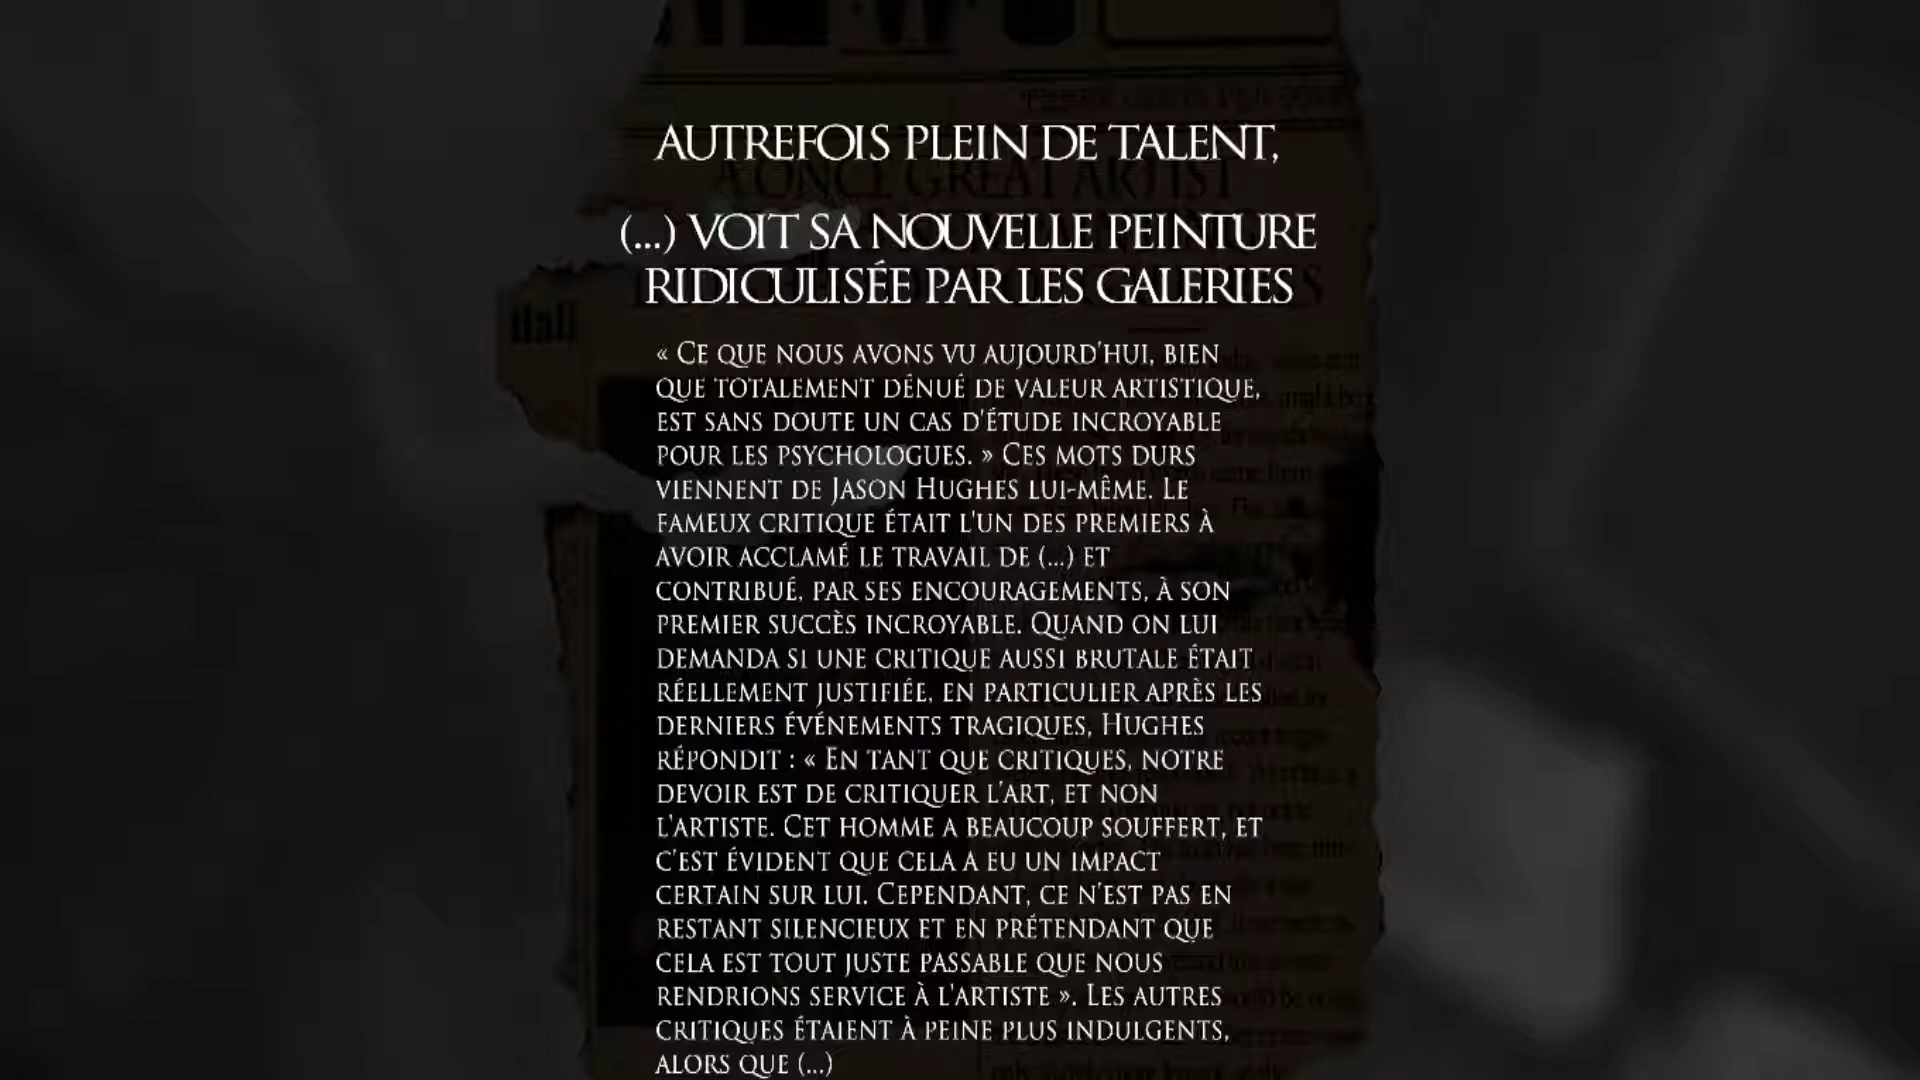 AUTREFOIS PLEIN DE TALENT,
A ONCE GREAT ARTIST
(...) VOIT SA NOUVELLE PEINTURE
RIDICULISÉE PAR LES GALERIES
« CE QUE NOUS AVONS VU AUJOURD'HUI, BIEN
QUE TOTALEMENT DÉNUÉ DE VALEUR ARTISTIQUE,
EST SANS DOUTE UN CAS D'ÉTUDE INCROYABLE
POUR LES PSYCHOLOGUES. » CES MOTS DURS
VIENNENT DE JASON HUGHES LUI-MÊME. LE
FAMEUX CRITIQUE ÉTAIT L'UN DES PREMIERS À
AVOIR ACCLAMÉ LE TRAVAIL DE (...) ET
CONTRIBUÉ, PAR SES ENCOURAGEMENTS, À SON
PREMIER SUCCÈS INCROYABLE. QUAND ON LUI
DEMANDA SI UNE CRITIQUE AUSSI BRUTALE ÉTAIT
RÉELLEMENT JUSTIFIÉE, EN PARTICULIER APRÈS LES
DERNIERS ÉVÉNEMENTS TRAGIQUES, HUGHES
RÉPONDIT : « EN TANT QUE CRITIQUES, NOTRE
DEVOIR EST DE CRITIQUER L'ART, ET NON
L'ARTISTE. CET HOMME A BEAUCOUP SOUFFERT, ET
C'EST ÉVIDENT QUE CELA A EU UN IMPACT
CERTAIN SUR LUI. CEPENDANT, CE N'EST PAS EN
RESTANT SILENCIEUX ET EN PRÉTENDANT QUE
CELA EST TOUT JUSTE PASSABLE QUE NOUS
RENDRIONS SERVICE À L'ARTISTE ». LES AUTRES
CRITIQUES ÉTAIENT À PEINE PLUS INDULGENTS,
ALORS QUE (...)